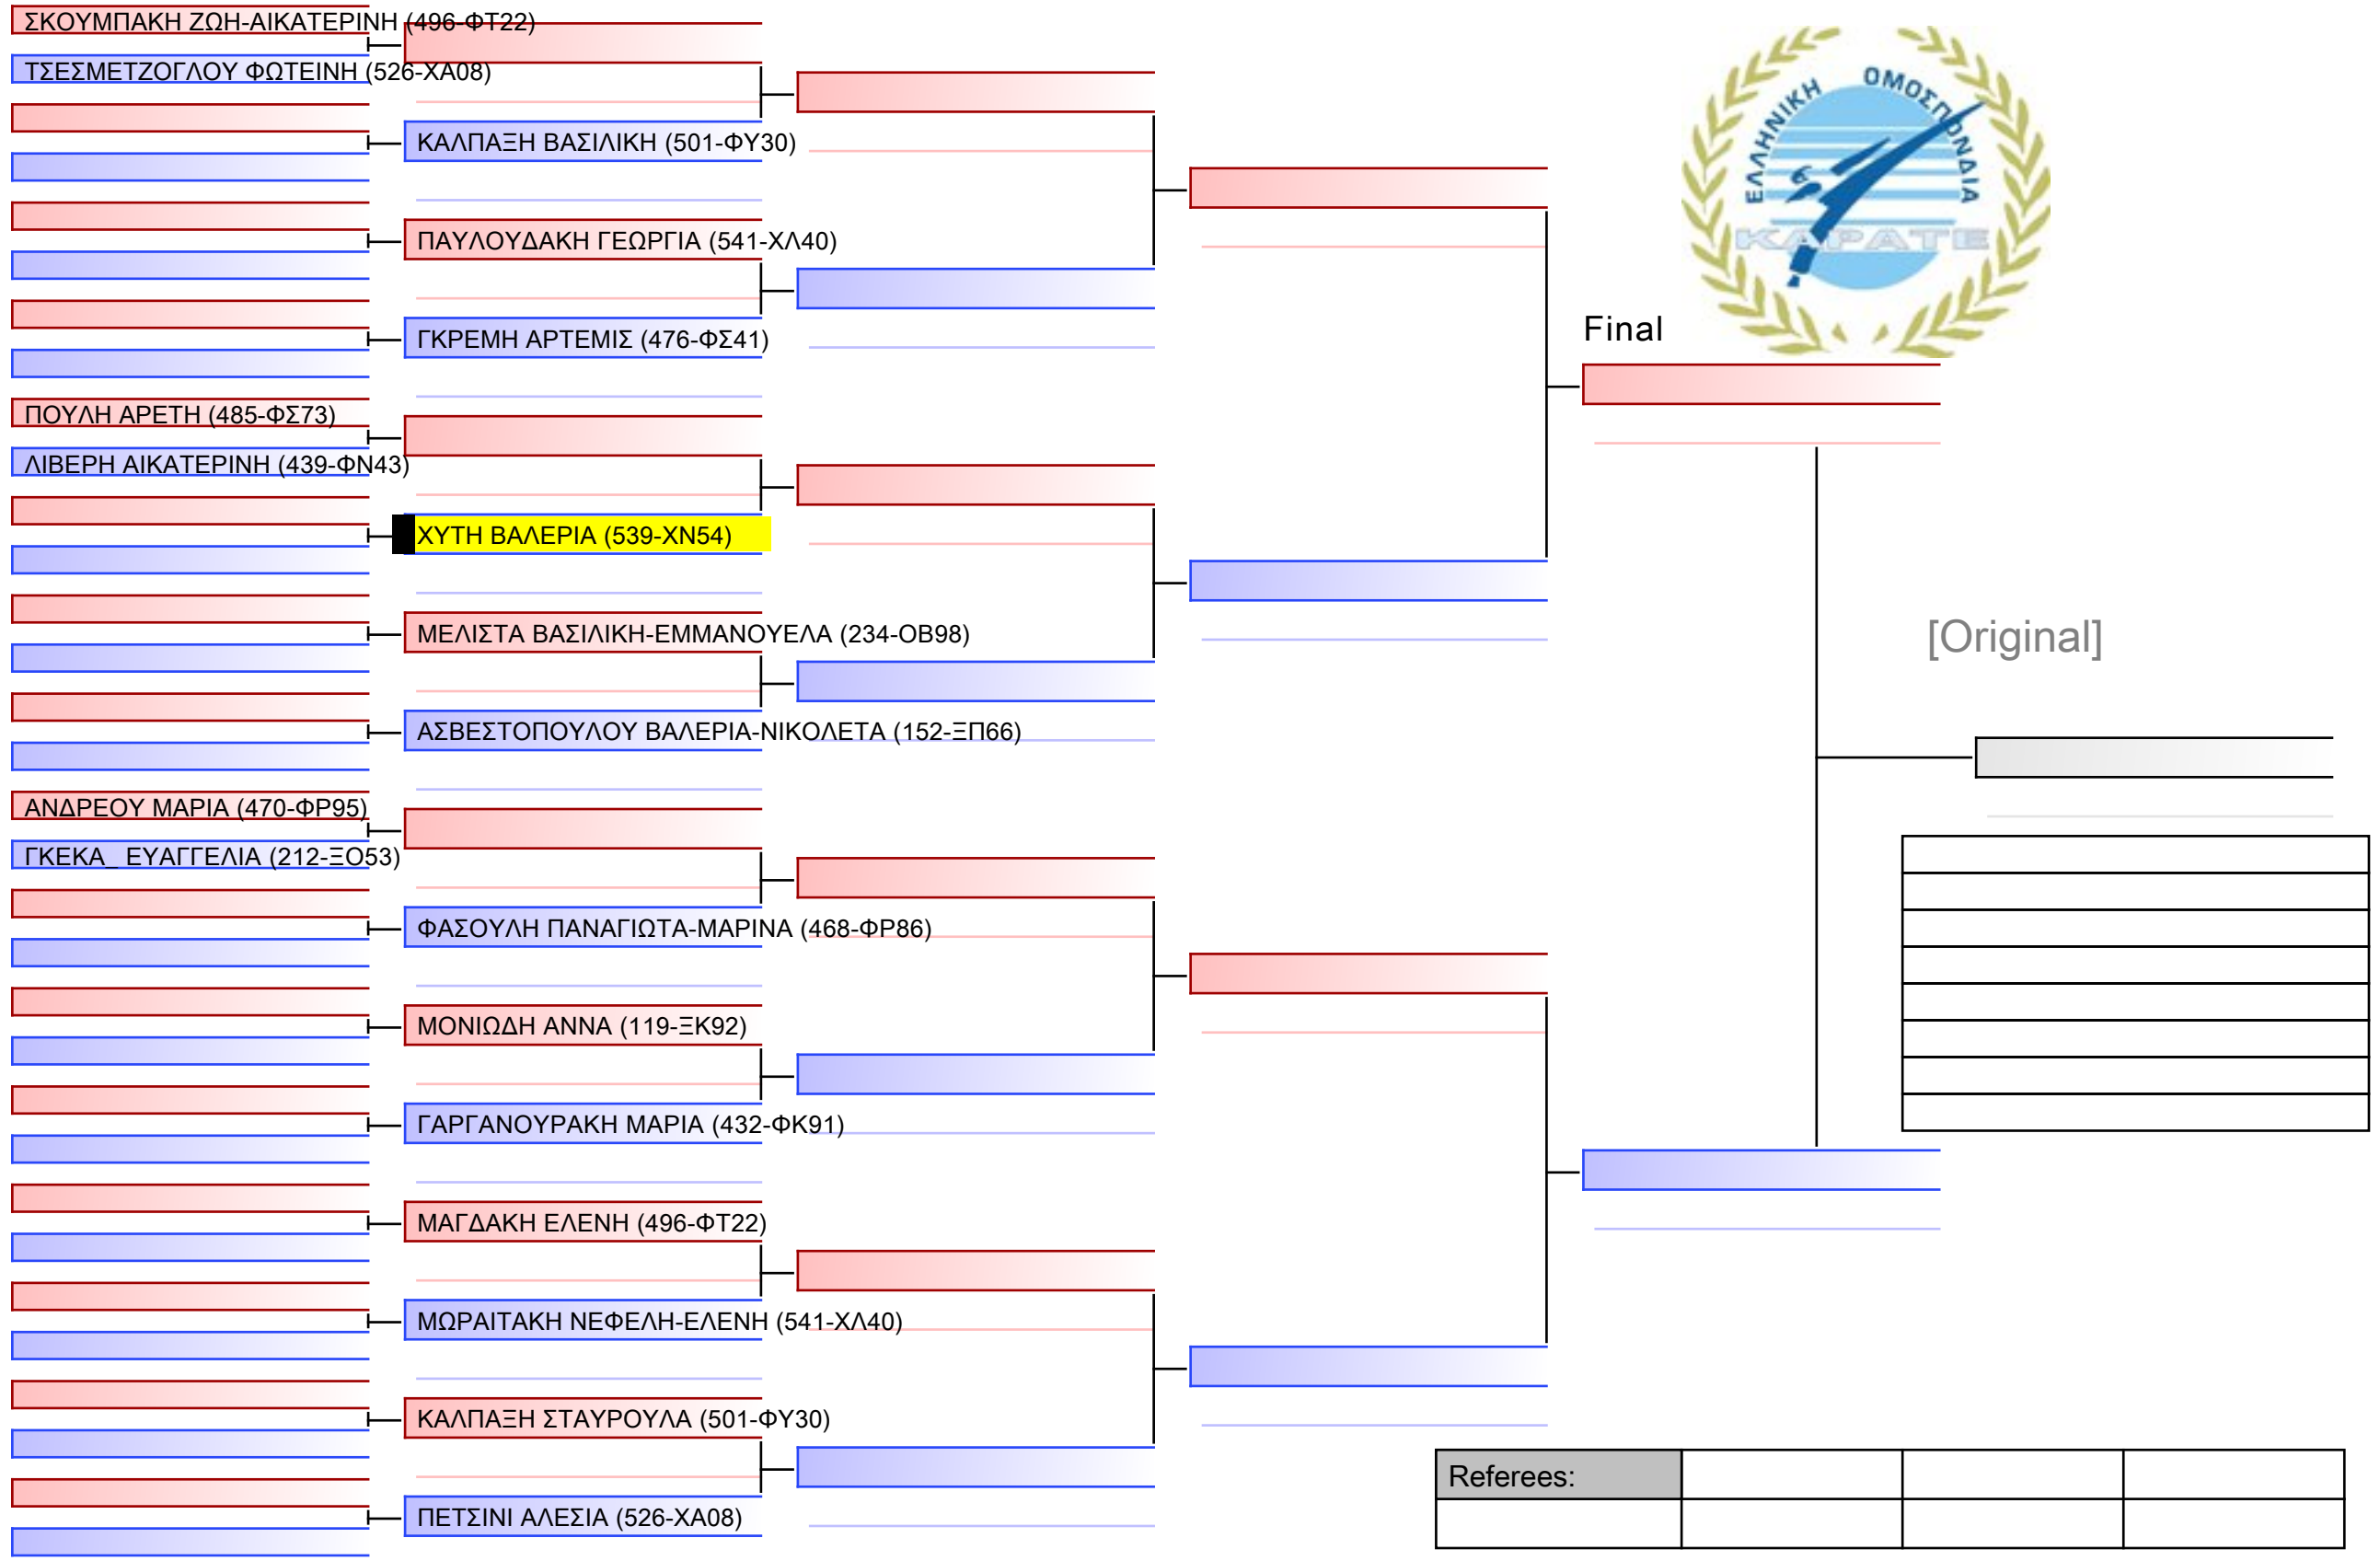 ΣΚΟΥΜΠΑΚΗ ΖΩΗ-ΑΙΚΑΤΕΡΙΝΗ (496-ΦΤ22)
ΤΣΕΣΜΕΤΖΟΓΛΟΥ ΦΩΤΕΙΝΗ (526-ΧΑ08)
ΚΑΛΠΑΞΗ ΒΑΣΙΛΙΚΗ (501-ΦΥ30)
ΠΑΥΛΟΥΔΑΚΗ ΓΕΩΡΓΙΑ (541-ΧΛ40)
ΓΚΡΕΜΗ ΑΡΤΕΜΙΣ (476-ΦΣ41)
ΠΟΥΛΗ ΑΡΕΤΗ (485-ΦΣ73)
ΛΙΒΕΡΗ ΑΙΚΑΤΕΡΙΝΗ (439-ΦΝ43)
ΧΥΤΗ ΒΑΛΕΡΙΑ (539-ΧΝ54)
ΜΕΛΙΣΤΑ ΒΑΣΙΛΙΚΗ-ΕΜΜΑΝΟΥΕΛΑ (234-ΟΒ98)
ΑΣΒΕΣΤΟΠΟΥΛΟΥ ΒΑΛΕΡΙΑ-ΝΙΚΟΛΕΤΑ (152-ΞΠ66)
ΑΝΔΡΕΟΥ ΜΑΡΙΑ (470-ΦΡ95)
ΓΚΕΚΑ_ ΕΥΑΓΓΕΛΙΑ (212-ΞΟ53)
ΦΑΣΟΥΛΗ ΠΑΝΑΓΙΩΤΑ-ΜΑΡΙΝΑ (468-ΦΡ86)
ΜΟΝΙΩΔΗ ΑΝΝΑ (119-ΞΚ92)
ΓΑΡΓΑΝΟΥΡΑΚΗ ΜΑΡΙΑ (432-ΦΚ91)
ΜΑΓΔΑΚΗ ΕΛΕΝΗ (496-ΦΤ22)
ΜΩΡΑΙΤΑΚΗ ΝΕΦΕΛΗ-ΕΛΕΝΗ (541-ΧΛ40)
ΚΑΛΠΑΞΗ ΣΤΑΥΡΟΥΛΑ (501-ΦΥ30)
ΠΕΤΣΙΝΙ ΑΛΕΣΙΑ (526-ΧΑ08)
ΕΛΛΗΝΙΚΗ ΟΜΟΣΠΟΝΔΙΑ
ΚΑΡΑΤΕ
Final
[Original]
Referees: